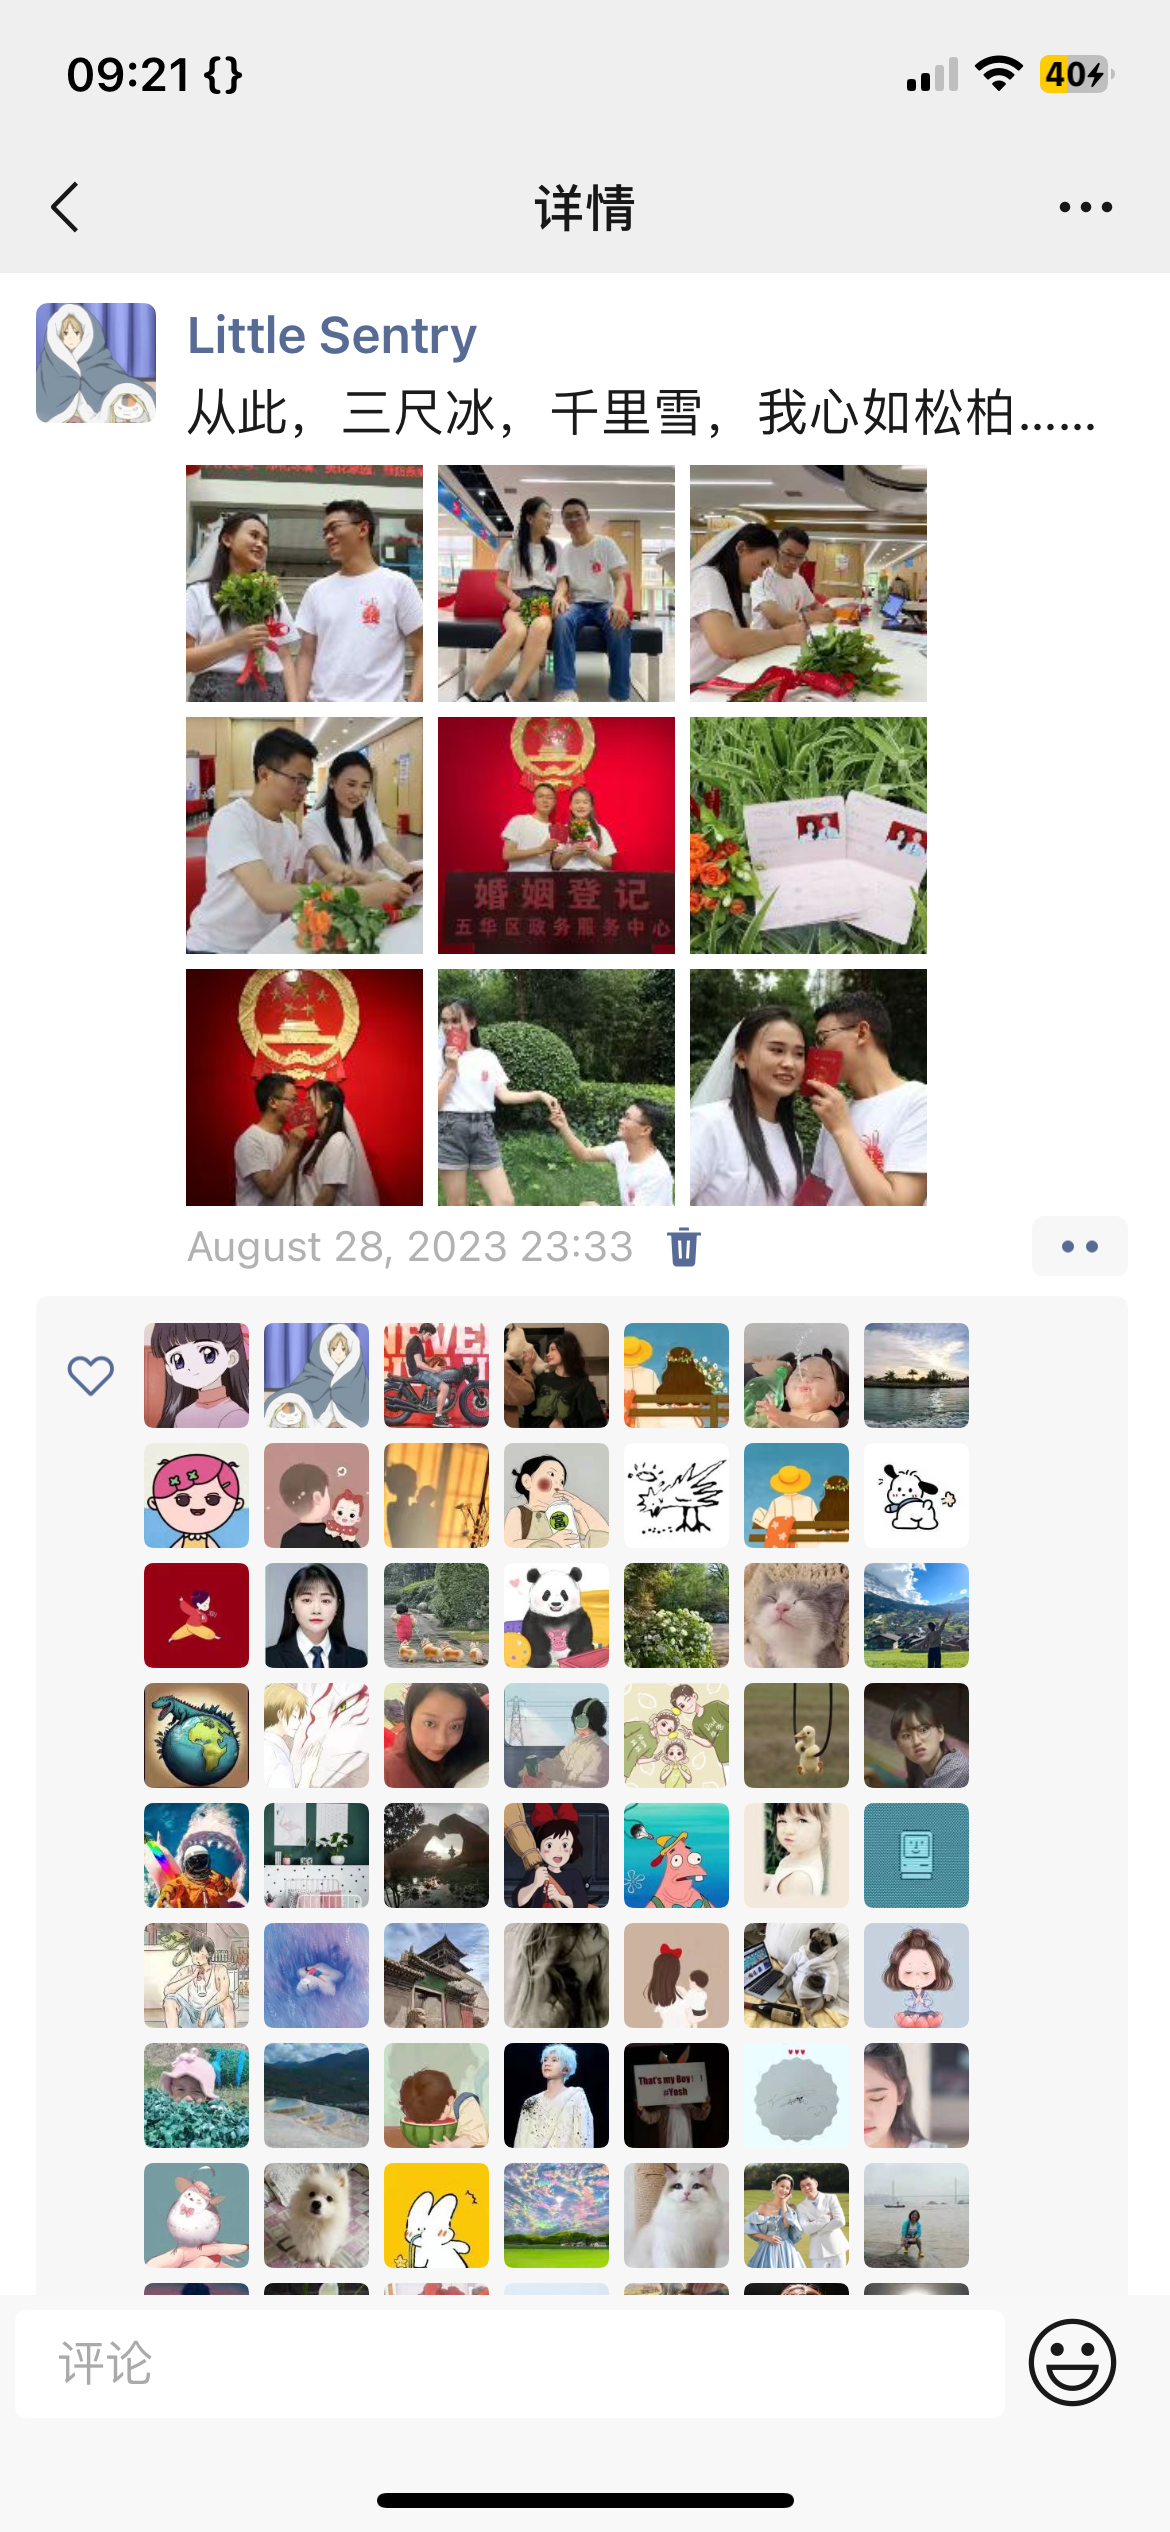 09:21 {}
40
详情
Little Sentry
从此，三尺冰，千里雪，我心如松柏......
婚姻登记
五华区政务服务中心
August 28, 2023 23:33
NEVER
That's my Boy！！
#Yosh
评论